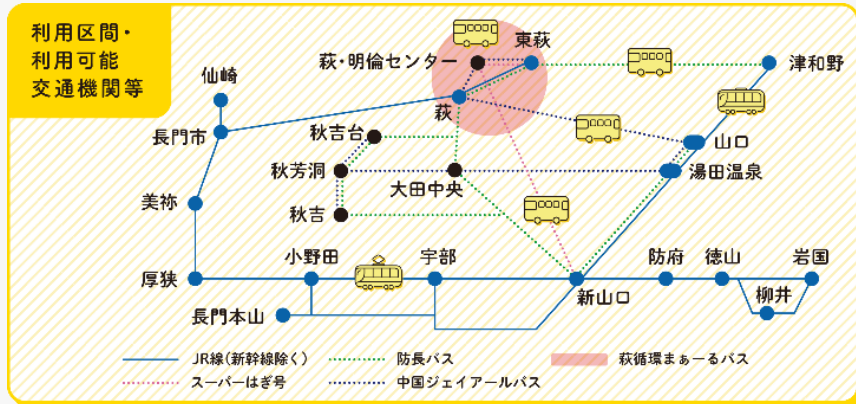 利用区間・
利用可能
交通機関等
仙崎
萩・明倫センター
東萩
津和野
萩
長門市
秋吉台
山口
秋芳洞
大田中央
湯田温泉
美祢
秋吉
厚狭
小野田
宇部
新山口
防府
徳山
岩国
柳井
長門本山
JR線(新幹線除く)
防長バス
萩循環まぁーるバス
スーパーはぎ号
中国ジェイアールバス